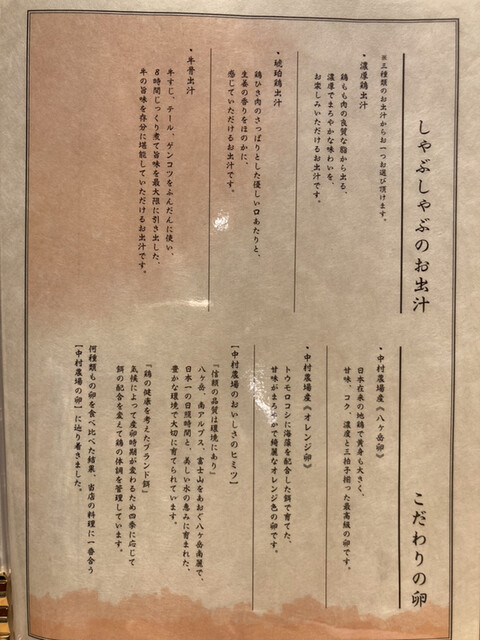 しゃぶしゃぶのお出汁
※三種類のお出汁からお一つお選び頂けます。
・濃厚鶏出汁
鶏もも肉の良質な脂から出る、
濃厚でまろやかな味わいを、
お楽しみいただけるお出汁です。
・琥珀鶏出汁
鶏ひき肉のさっぱりとした優しい口あたりと、
生姜の香りをほのかに、
感じていただけるお出汁です。
・牛骨出汁
牛すじ、テール、ゲンコツをふんだんに使い、
8時間じっくり煮て旨味を最大限に引き出した、
牛の旨味を存分に堪能していただけるお出汁です。
こだわりの卵
・中村農場産《八ヶ岳卵》
日本在来の地鶏で黄身も大きく、
甘味、コク、濃度と三拍子揃った最高級の卵です。
・中村農場産《オレンジ卵》
トウモロコシに海藻を配合した餌で育てた、
甘味がまろやかで綺麗なオレンジ色の卵です。
【中村農場のおいしさのヒミツ】
『信頼の品質は環境にあり』
八ヶ岳、南アルプス、富士山をあおぐ八ヶ岳南麓で、
日本一の日照時間と、美しい水の恵みに育まれた、
豊かな環境で大切に育てられています。
『鶏の健康を考えたブランド餌』
気候によって産卵時期が変わるため四季に応じて
餌の配合を変えて鶏の体調を管理しています。
何種類もの卵を食べ比べた結果、当店の料理に一番合う
【中村農場の卵】に辿り着きました。